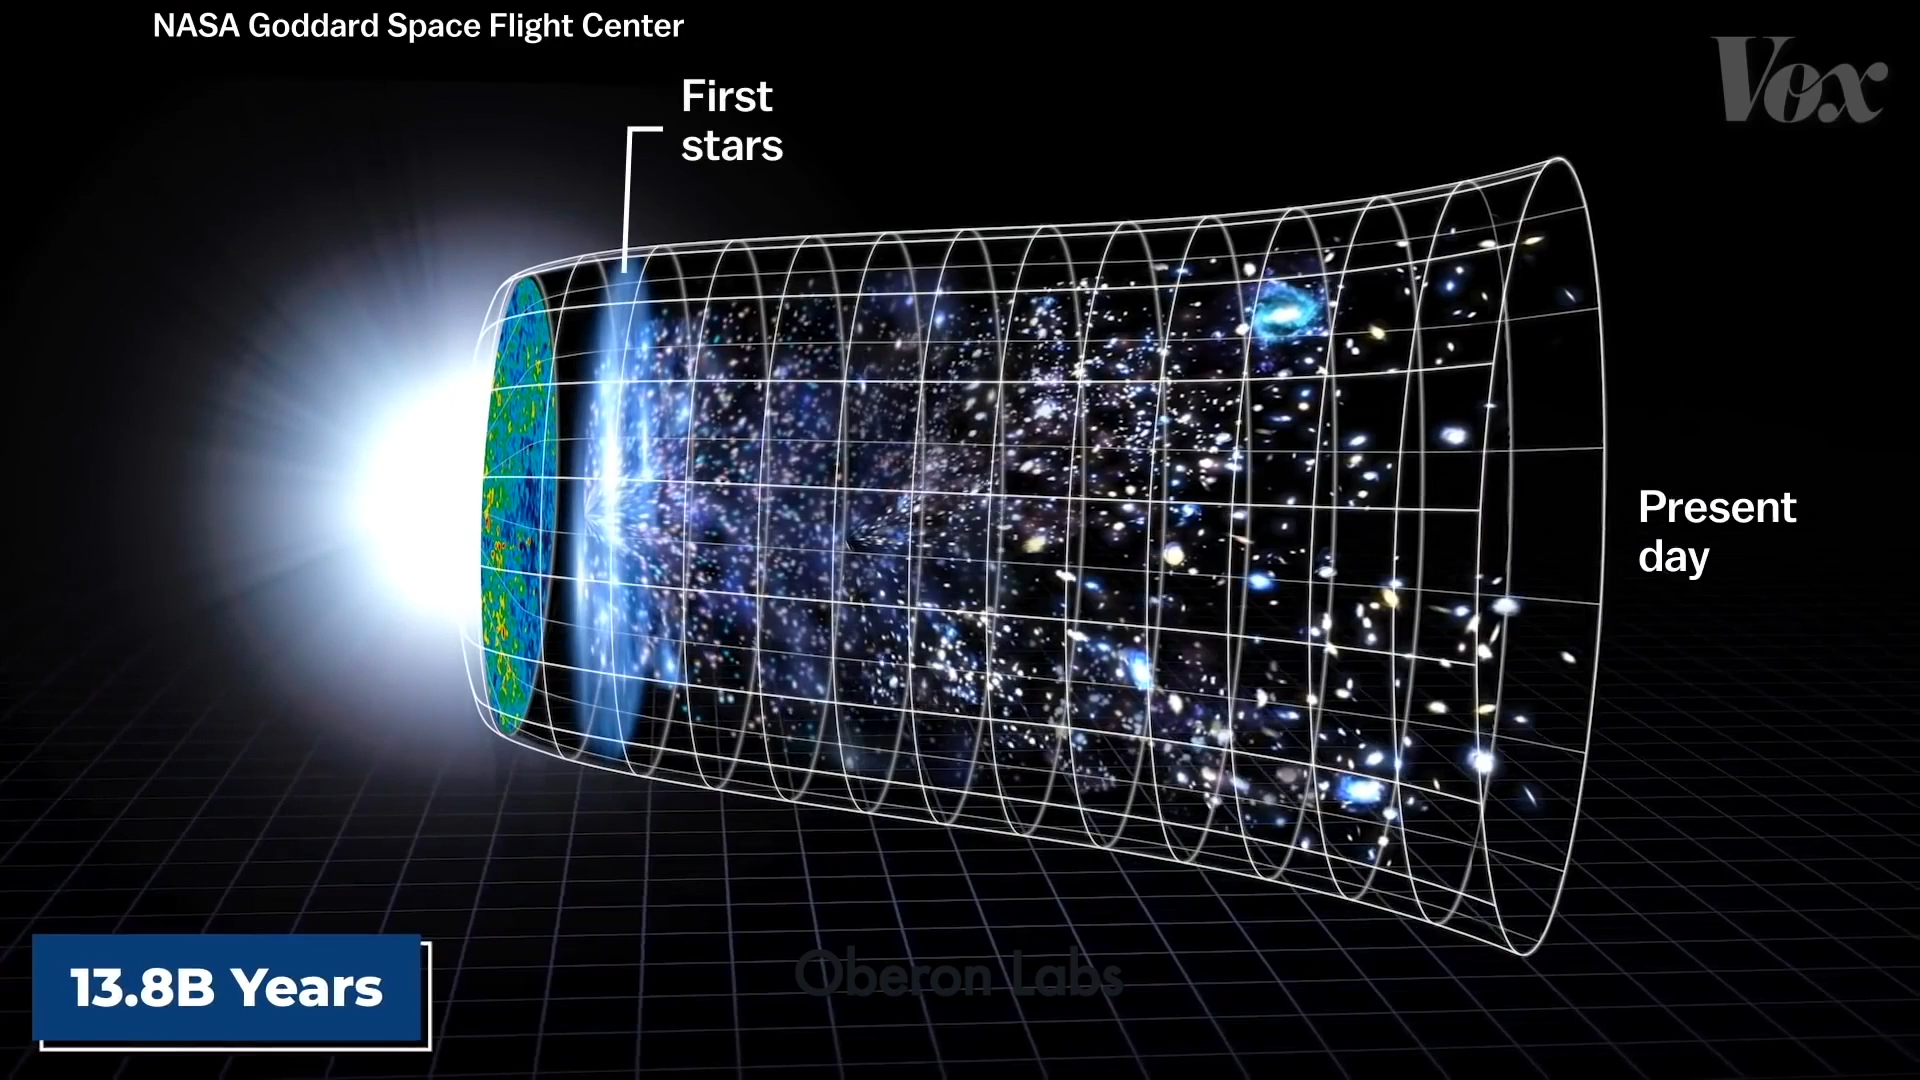 NASA Goddard Space Flight Center
Vox
First
stars
Present
day
13.8B Years
Oberon Labs